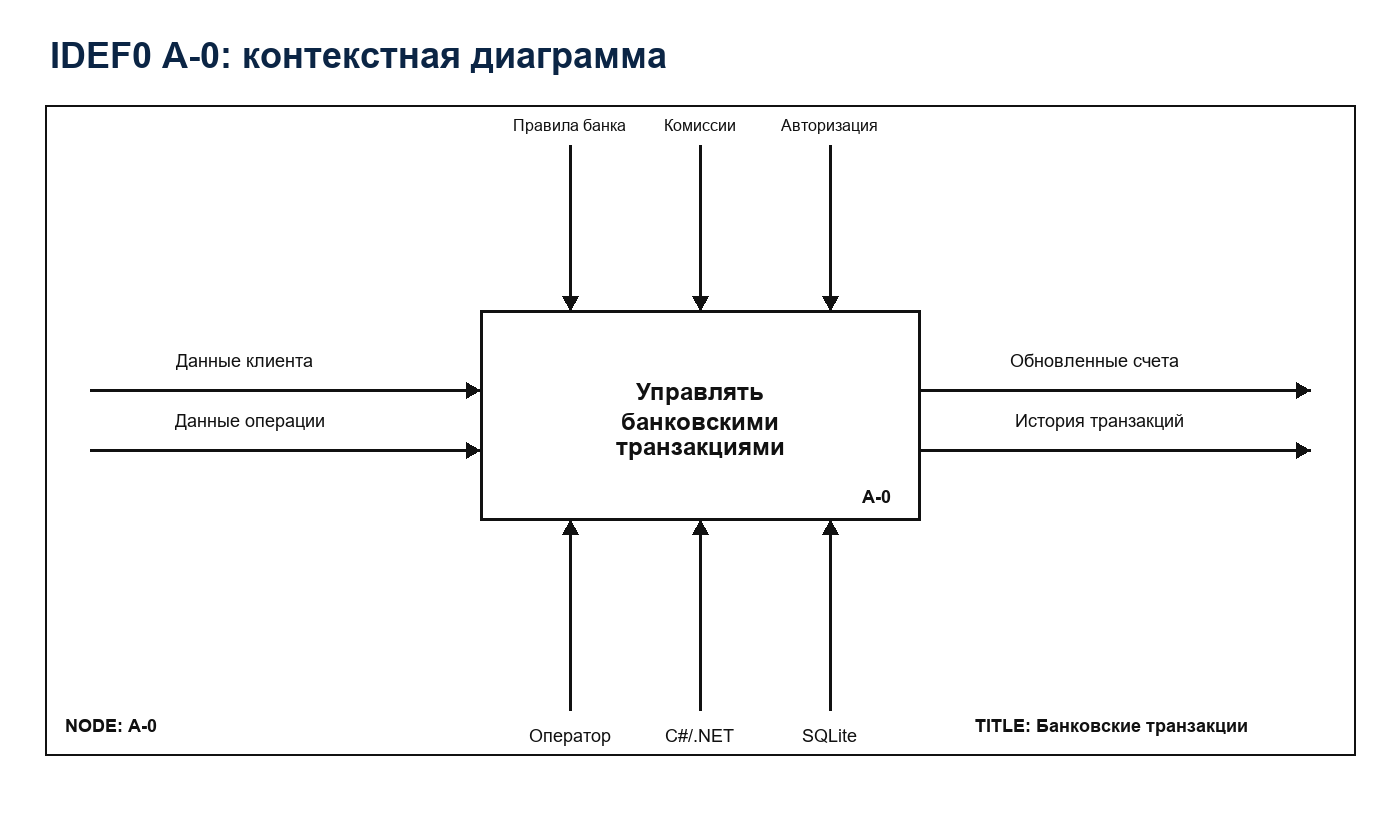 IDEF0 A-0: контекстная диаграмма
Правила банка
Комиссии
Авторизация
Данные клиента
Данные операции
Управлять
банковскими
транзакциями
A-0
Обновленные счета
История транзакций
Оператор
C#/.NET
SQLite
NODE: A-0
TITLE: Банковские транзакции